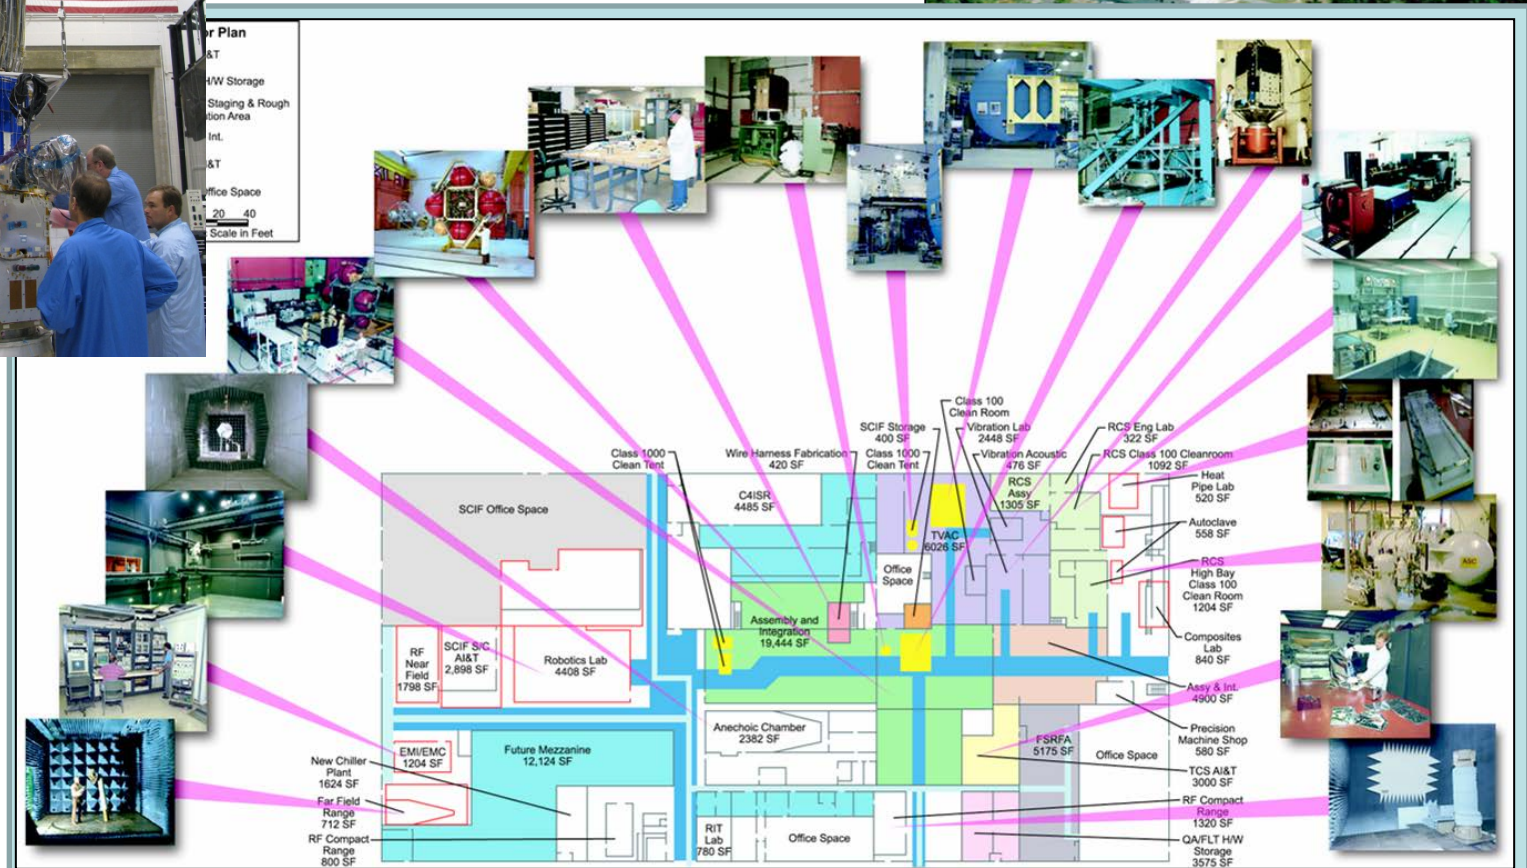 or Plan
&T
H/W Storage
Staging & Rough
tion Area
Int.
&T
ffice Space
20 40
Scale in Feet
Class 100
Clean Room
SCIF Storage
400 SF
Vibration Lab
2448 SF
RCS Eng Lab
322 SF
Class 1000
Clean Tent
Wire Harness Fabrication
420 SF
Class 1000
Clean Tent
Vibration Acoustic
476 SF
RCS Class 100 Cleanroom
1092 SF
Heat
Pipe Lab
520 SF
RCS
Assy
1305 SF
C4ISR
4485 SF
SCIF Office Space
Autoclave
558 SF
TVAC
6026 SF
Office
Space
RCS
High Bay
Class 100
Clean Room
1204 SF
Assembly and
Integration
19,444 SF
Composites
Lab
840 SF
RF
Near
Field
1798 SF
SCIF S/C
AI&T
2,898 SF
Robotics Lab
4408 SF
Assy & Int.
4900 SF
Anechoic Chamber
2382 SF
Precision
Machine Shop
580 SF
FSRFA
5175 SF
Office Space
EMI/EMC
1204 SF
Future Mezzanine
12,124 SF
New Chiller
Plant
1624 SF
TCS AI&T
3000 SF
Far Field
Range
712 SF
RF Compact
Range
1320 SF
RF Compact
Range
800 SF
RIT
Lab
780 SF
Office Space
QA/FLT H/W
Storage
3575 SF